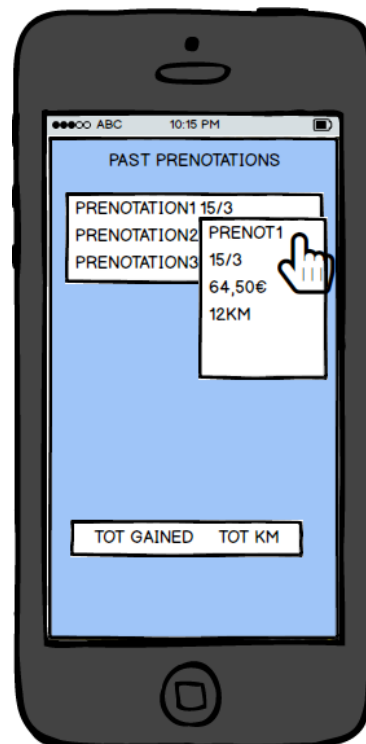 ABC 10:15 PM
PAST PRENOTATIONS
PRENOTATION1 15/3
PRENOTATION2
PRENOTATION3
PRENOT1
15/3
64,50€
12KM
TOT GAINED TOT KM